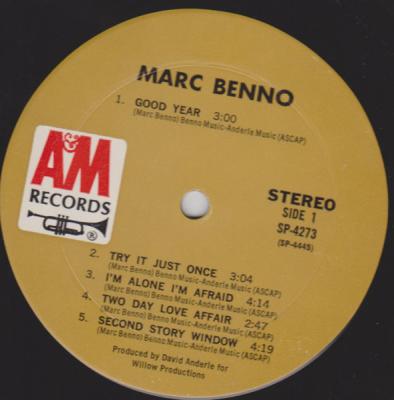 MARC BENNO
1. GOOD YEAR 3:00
(Marc Benno) Benno Music-Anderle Music (ASCAP)
A&M
RECORDS
®
STEREO
SIDE 1
SP-4273
(SP-4445)
2. TRY IT JUST ONCE 3:04
(Marc Benno) Benno Music-Anderle Music (ASCAP)
3. I'M ALONE I'M AFRAID 4:14
(Marc Benno) Benno Music-Anderle Music (ASCAP)
4. TWO DAY LOVE AFFAIR 2:47
(Marc Benno) Benno Music-Anderle Music (ASCAP)
5. SECOND STORY WINDOW 4:19
(Marc Benno) Benno Music-Anderle Music (ASCAP)
Produced by David Anderle for
Willow Productions